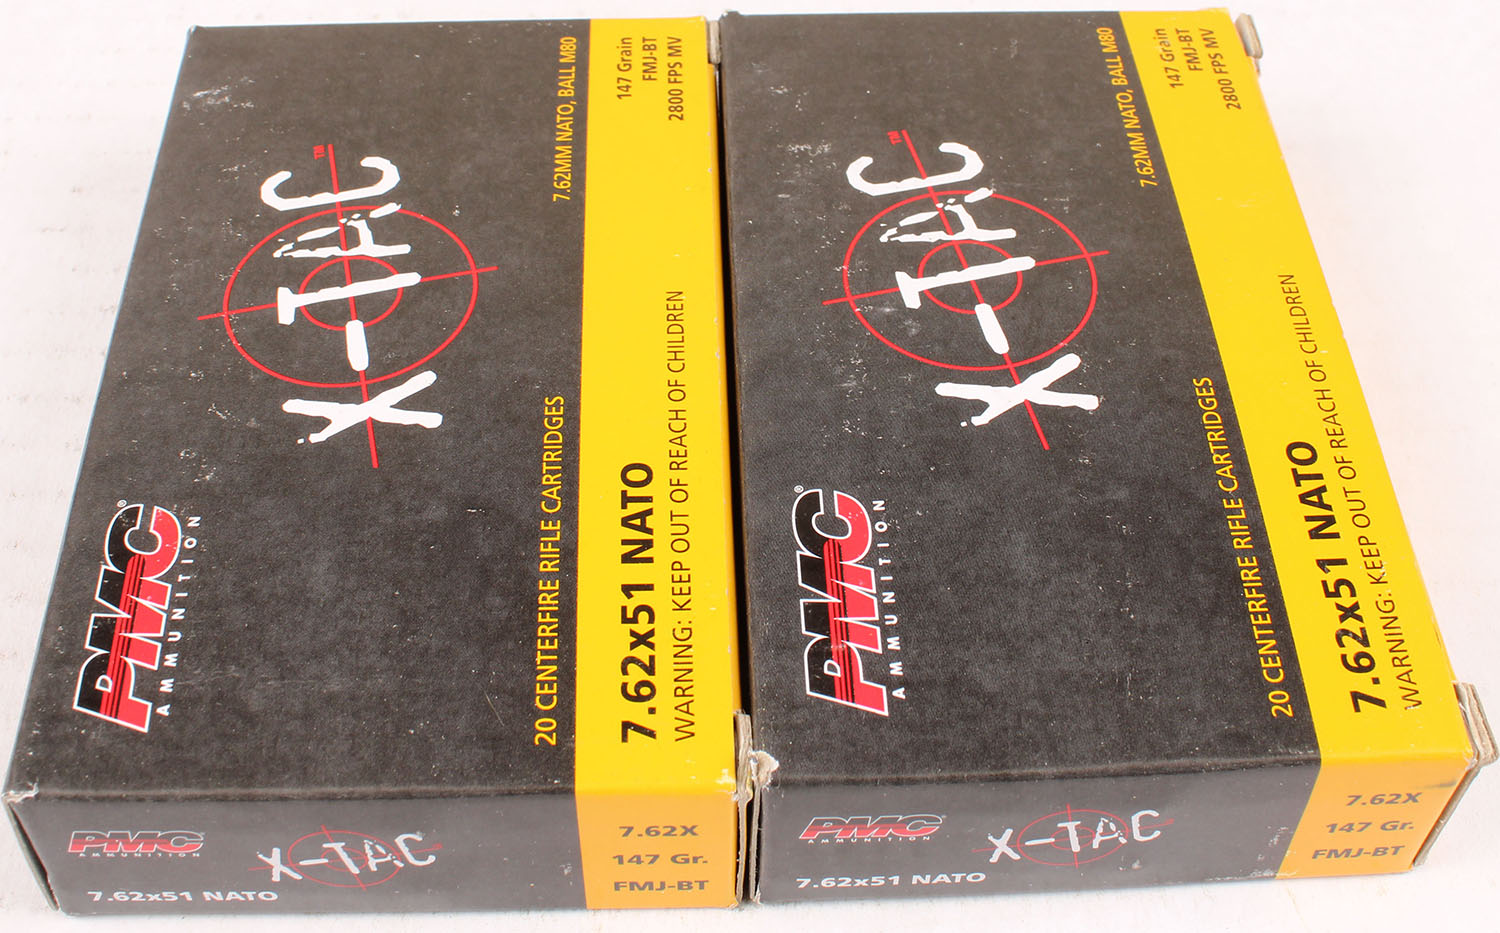 PMC®
AMMUNITION
X-TAC™
20 CENTERFIRE RIFLE CARTRIDGES
7.62MM NATO, BALL M80
7.62x51 NATO
WARNING: KEEP OUT OF REACH OF CHILDREN
147 Grain
FMJ-BT
2800 FPS MV
PMC
AMMUNITION
X-TAC
7.62x51 NATO
7.62X
147 Gr.
FMJ-BT
PMC®
AMMUNITION
X-TAC™
20 CENTERFIRE RIFLE CARTRIDGES
7.62MM NATO, BALL M80
7.62x51 NATO
WARNING: KEEP OUT OF REACH OF CHILDREN
147 Grain
FMJ-BT
2800 FPS MV
PMC
AMMUNITION
X-TAC
7.62x51 NATO
7.62X
147 Gr.
FMJ-BT